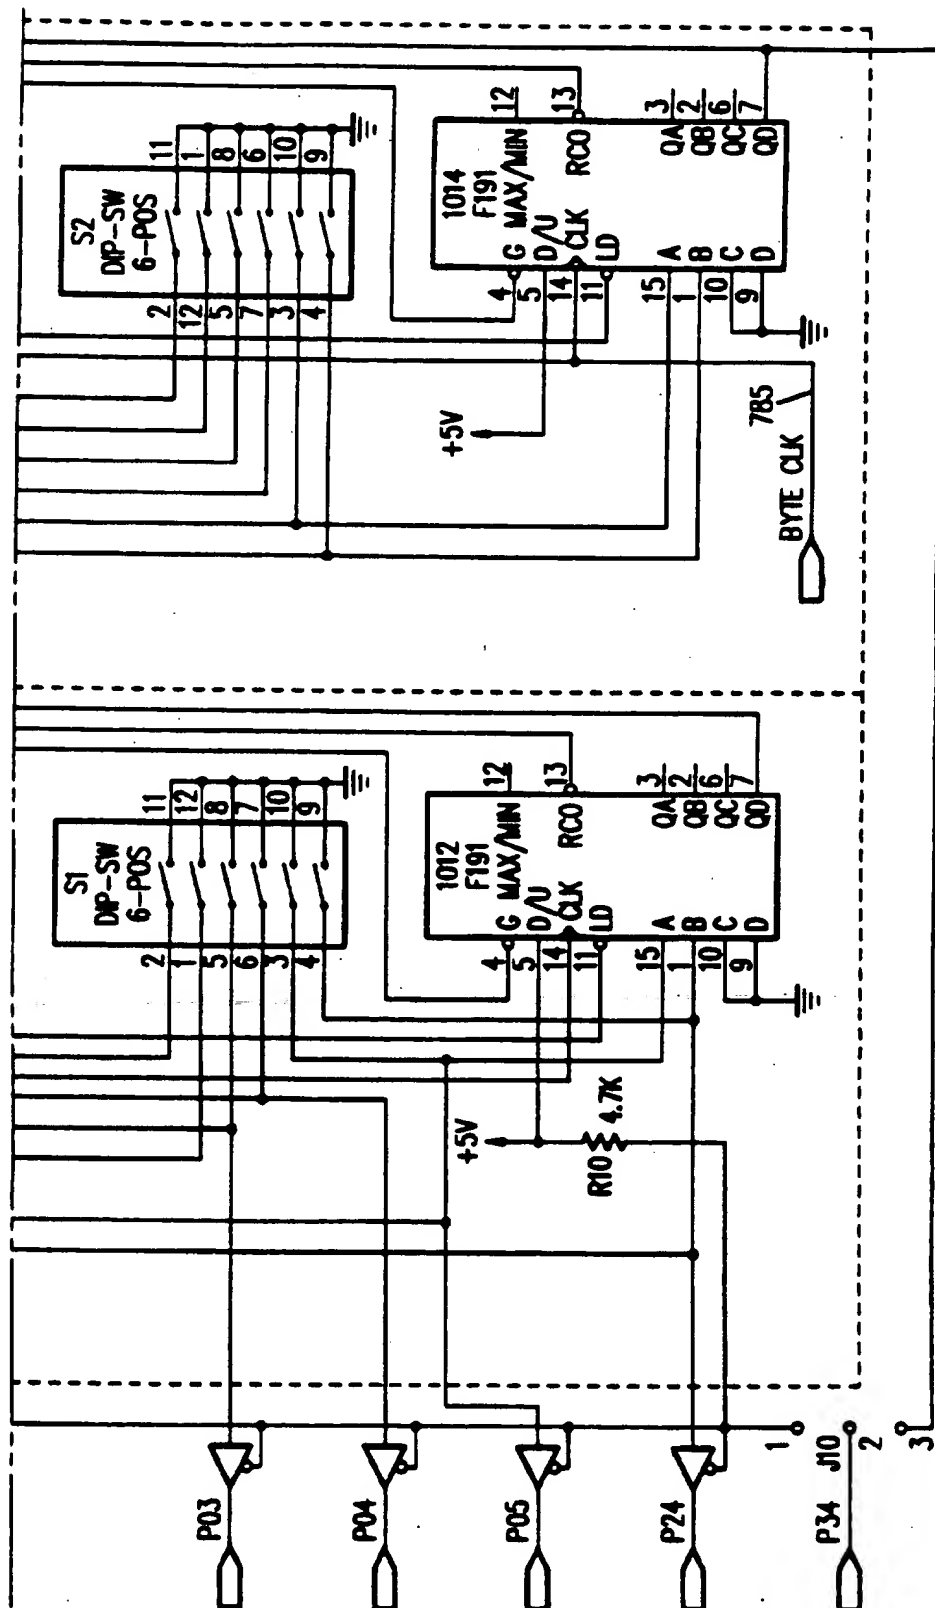 S2
DIP-SW
6-POS
11
1
8
6
10
9
2
12
5
7
3
4
1014
F191
MAX/MIN
RCO
G
D/U
CLK
LD
A
B
C
D
QA
QB
QC
QD
12
13
3
2
6
7
4
5
14
11
15
1
10
9
+5V
BYTE CLK
785
S1
DIP-SW
6-POS
11
12
8
7
10
9
2
1
5
6
3
4
1012
F191
MAX/MIN
RCO
G
D/U
CLK
LD
A
B
C
D
QA
QB
QC
QD
12
13
3
2
6
7
4
5
14
11
15
1
10
9
+5V
R10
4.7K
P03
P04
P05
P24
P34
J10
1
2
3